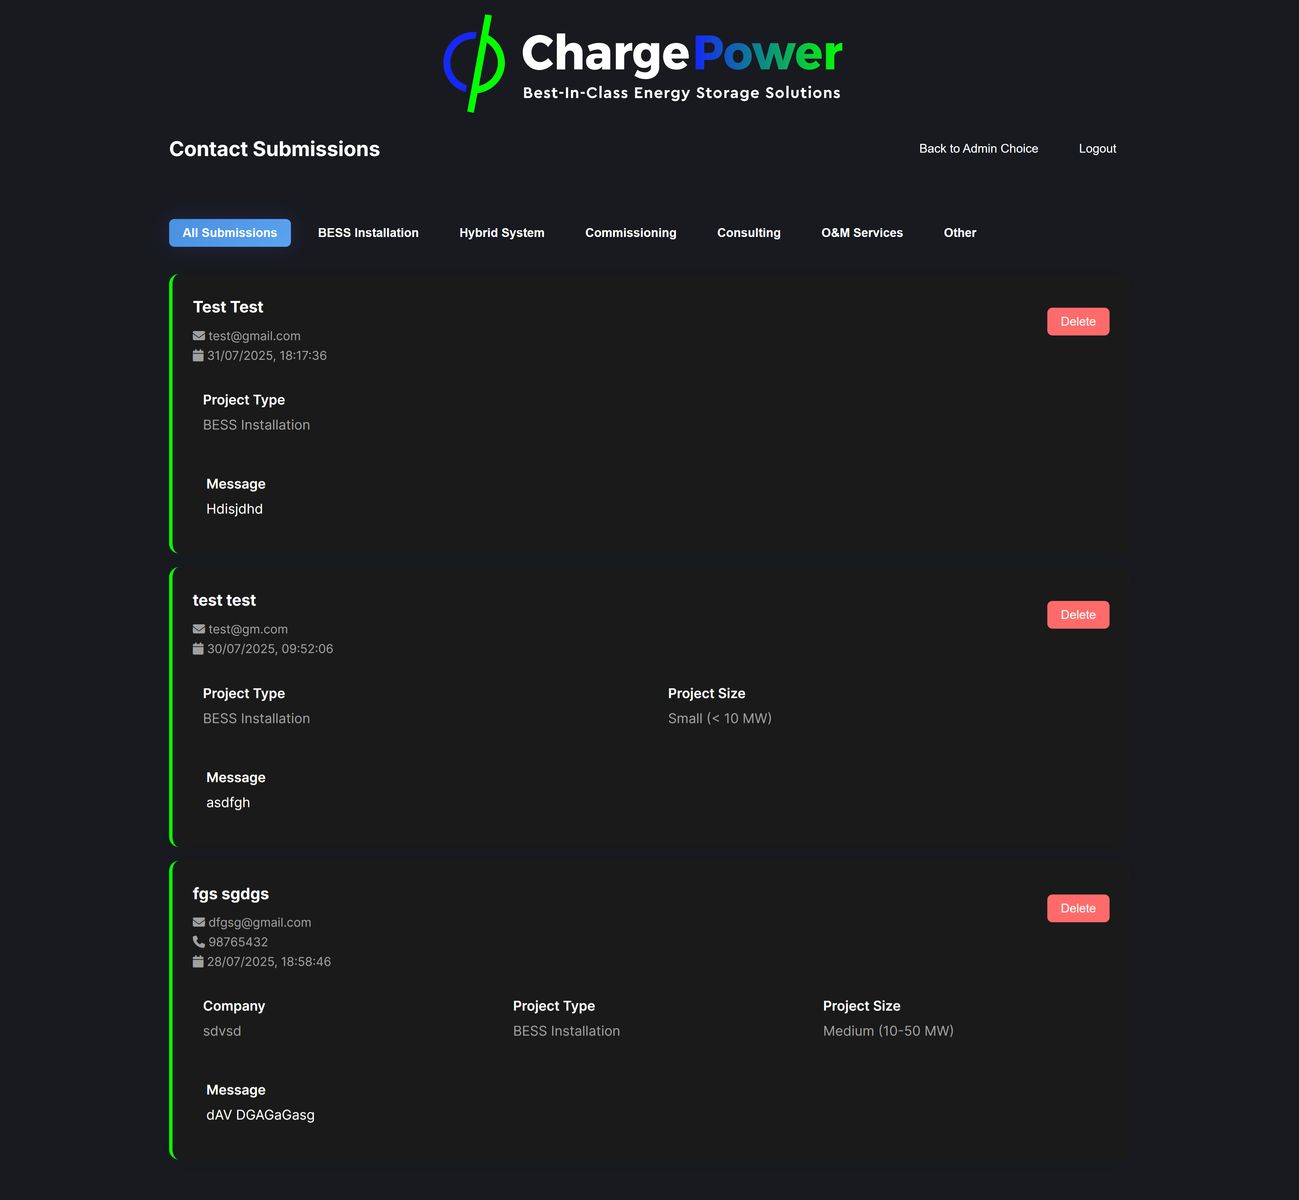 ChargePower
Best-In-Class Energy Storage Solutions
Contact Submissions
Back to Admin Choice
Logout
All Submissions
BESS Installation
Hybrid System
Commissioning
Consulting
O&M Services
Other
Test Test
Delete
test@gmail.com
31/07/2025, 18:17:36
Project Type
BESS Installation
Message
Hdisjdhd
test test
Delete
test@gm.com
30/07/2025, 09:52:06
Project Type
BESS Installation
Project Size
Small (< 10 MW)
Message
asdfgh
fgs sgdgs
Delete
dfgsg@gmail.com
98765432
28/07/2025, 18:58:46
Company
sdvsd
Project Type
BESS Installation
Project Size
Medium (10-50 MW)
Message
dAV DGAGaGasg